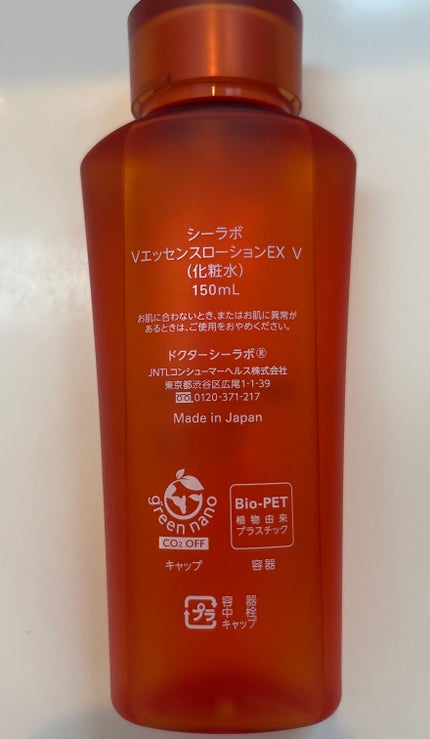 シーラボ
VエッセンスローションEX V
(化粧水)
150mL
お肌に合わないとき、またはお肌に異常が
あるときは、ご使用をおやめください。
ドクターシーラボ®
JNTLコンシューマーヘルス株式会社
東京都渋谷区広尾1-1-39
0120-371-217
Made in Japan
green nano
CO₂ OFF
キャップ
Bio-PET
植物由来
プラスチック
容器
プラ
容器
中栓
キャップ